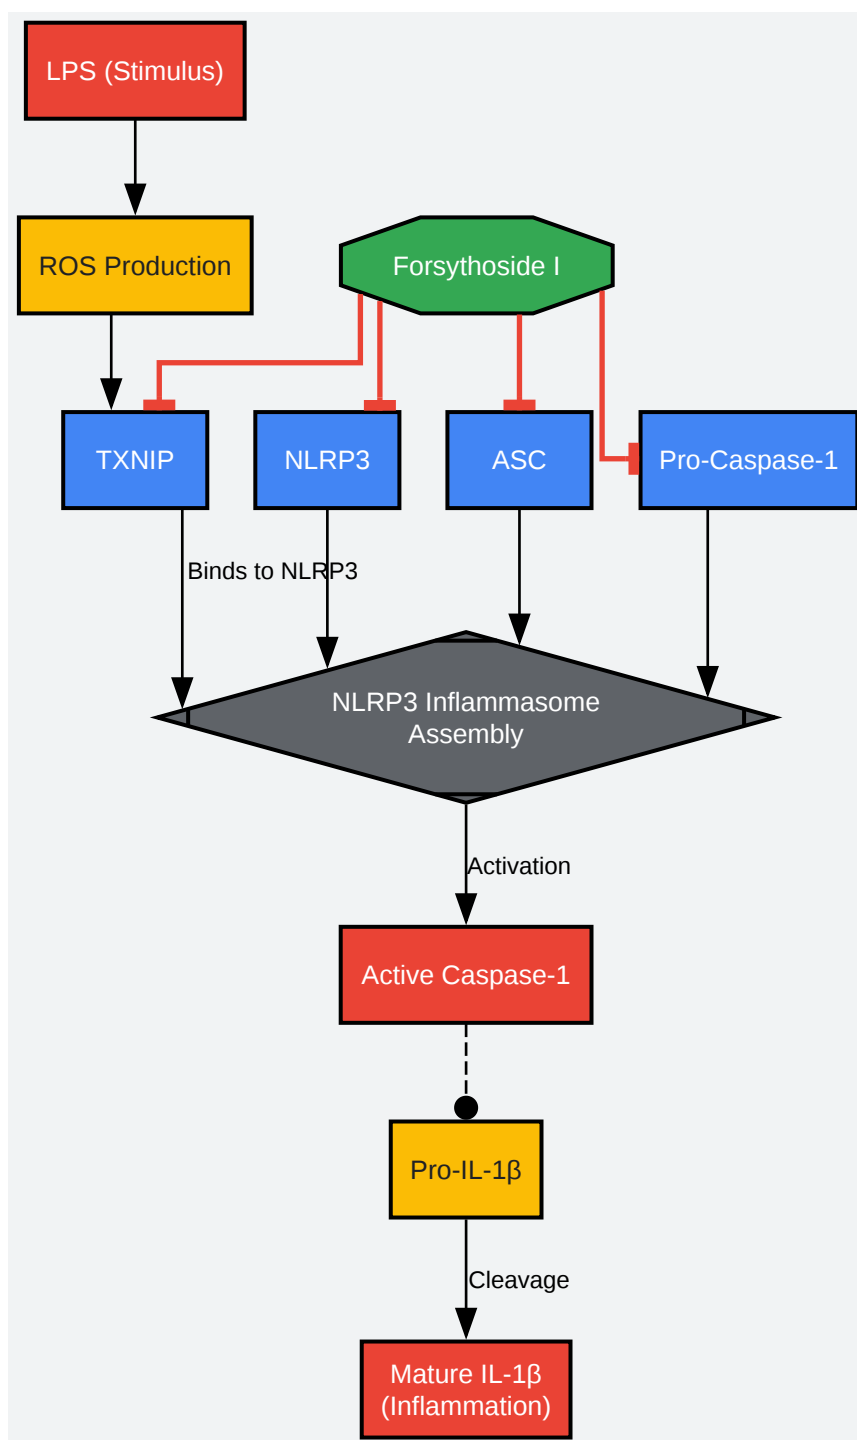 LPS (Stimulus)
ROS Production
Forsythoside I
TXNIP
NLRP3
ASC
Pro-Caspase-1
Binds to NLRP3
NLRP3 Inflammasome
Assembly
Activation
Active Caspase-1
Pro-IL-1β
Cleavage
Mature IL-1β
(Inflammation)